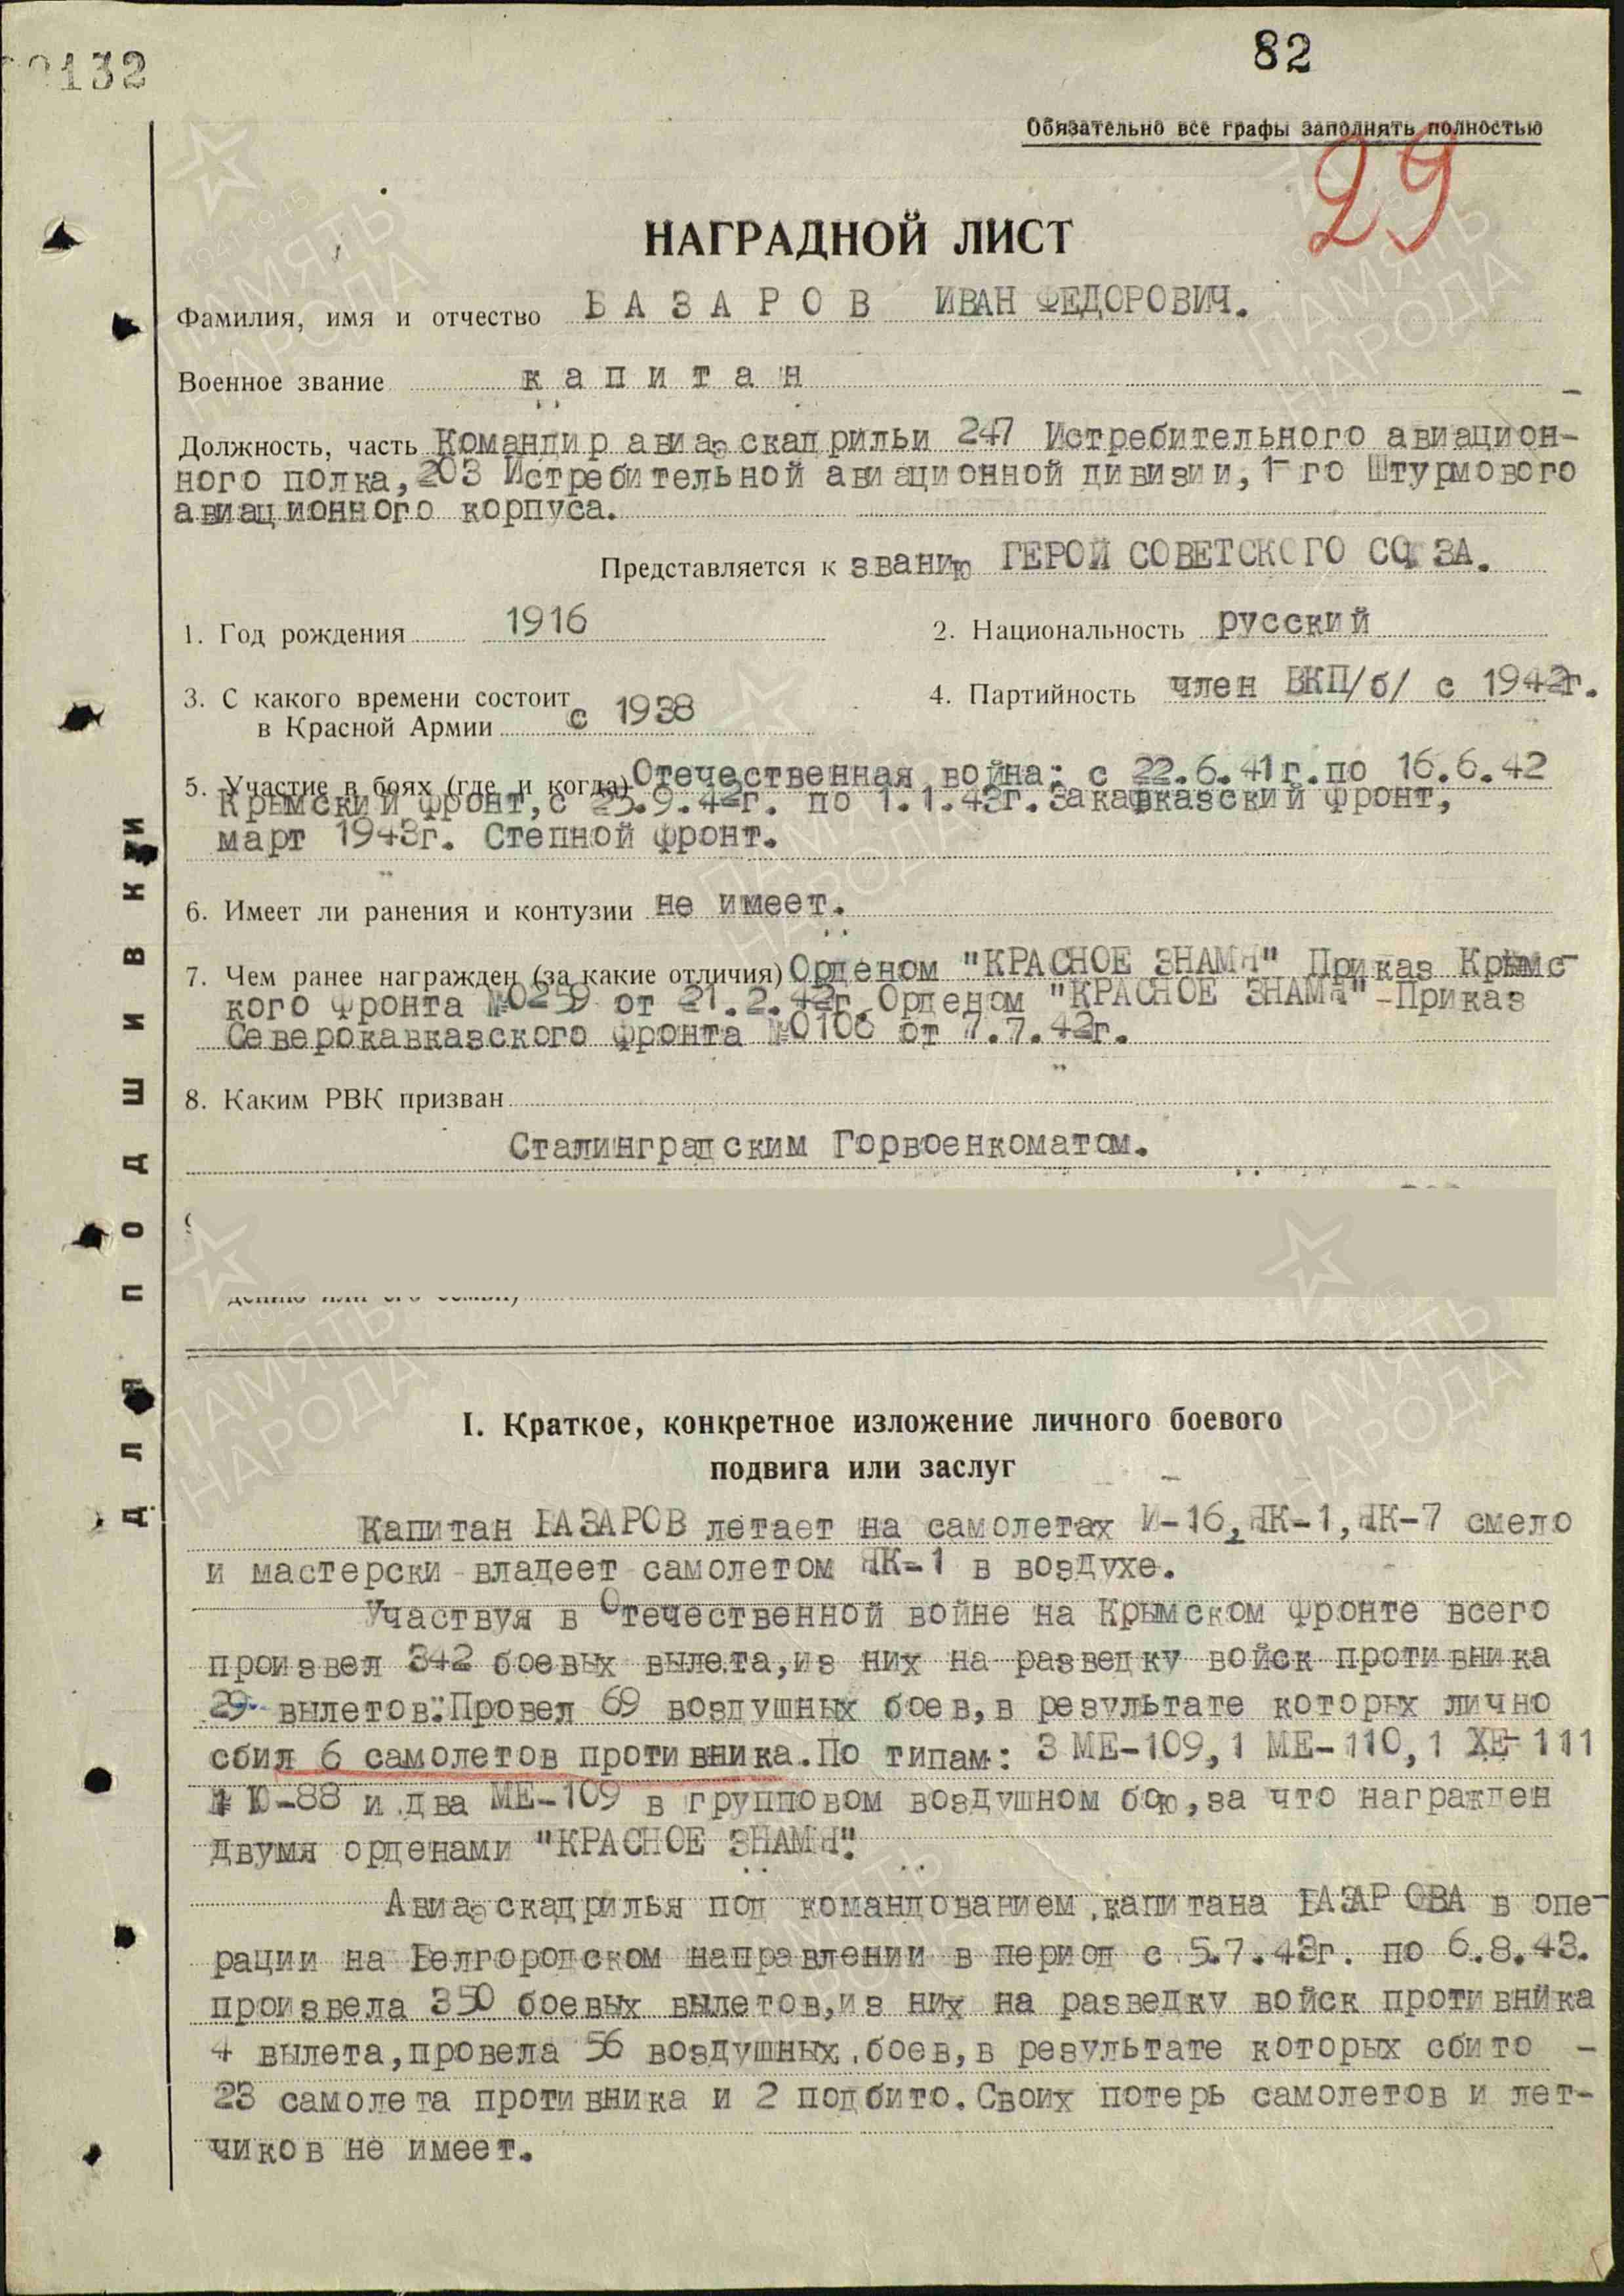 132
82
Обязательно все графы заполнять полностью
29
НАГРАДНОЙ ЛИСТ
Фамилия, имя и отчество БАЗАРОВ ИВАН ФЕДОРОВИЧ.
Военное звание капитан
Должность, часть Командир авиаэскадрильи 247 Истребительного авиацион-
ного полка, 203 Истребительной авиационной дивизии, 1-го Штурмового
авиационного корпуса.
Представляется к званию ГЕРОЙ СОВЕТСКОГО СОЮЗА.
1. Год рождения 1916 2. Национальность русский
3. С какого времени состоит 4. Партийность член ВКП/б/ с 1942г.
в Красной Армии с 1938
5. Участие в боях (где и когда) Отечественная война: с 22.6.41г. по 16.6.42
Крымский фронт, с 23.9.42г. по 1.1.43г. Закавказский фронт,
март 1943г. Степной фронт.
6. Имеет ли ранения и контузии не имеет.
7. Чем ранее награжден (за какие отличия) Орденом "КРАСНОЕ ЗНАМЯ" Приказ Крымс-
кого фронта №0259 от 21.2.42г. Орденом "КРАСНОЕ ЗНАМЯ" -Приказ
Северокавказского фронта №0106 от 7.7.42г.
8. Каким РВК призван
Сталинградским Горвоенкоматом.
ДЛЯ ПОДШИВКИ
I. Краткое, конкретное изложение личного боевого
подвига или заслуг
Капитан БАЗАРОВ летает на самолетах И-16, ЯК-1, ЯК-7 смело
и мастерски владеет самолетом ЯК-1 в воздухе.
Участвуя в Отечественной войне на Крымском фронте всего
произвел 342 боевых вылета, из них на разведку войск противника
29 вылетов. Провел 69 воздушных боев, в результате которых лично
сбил 6 самолетов противника. По типам: 3 МЕ-109, 1 МЕ-110, 1 ХЕ-111
1 Ю-88 и два МЕ-109 в групповом воздушном бою, за что награжден
двумя орденами "КРАСНОЕ ЗНАМЯ".
Авиаэскадрилья под командованием капитана БАЗАРОВА в опе-
рации на Белгородском направлении в период с 5.7.43г. по 6.8.43.
произвела 350 боевых вылетов, из них на разведку войск противника
4 вылета, провела 56 воздушных боев, в результате которых сбито -
23 самолета противника и 2 подбито. Своих потерь самолетов и лет-
чиков не имеет.
ПАМЯТЬ НАРОДА